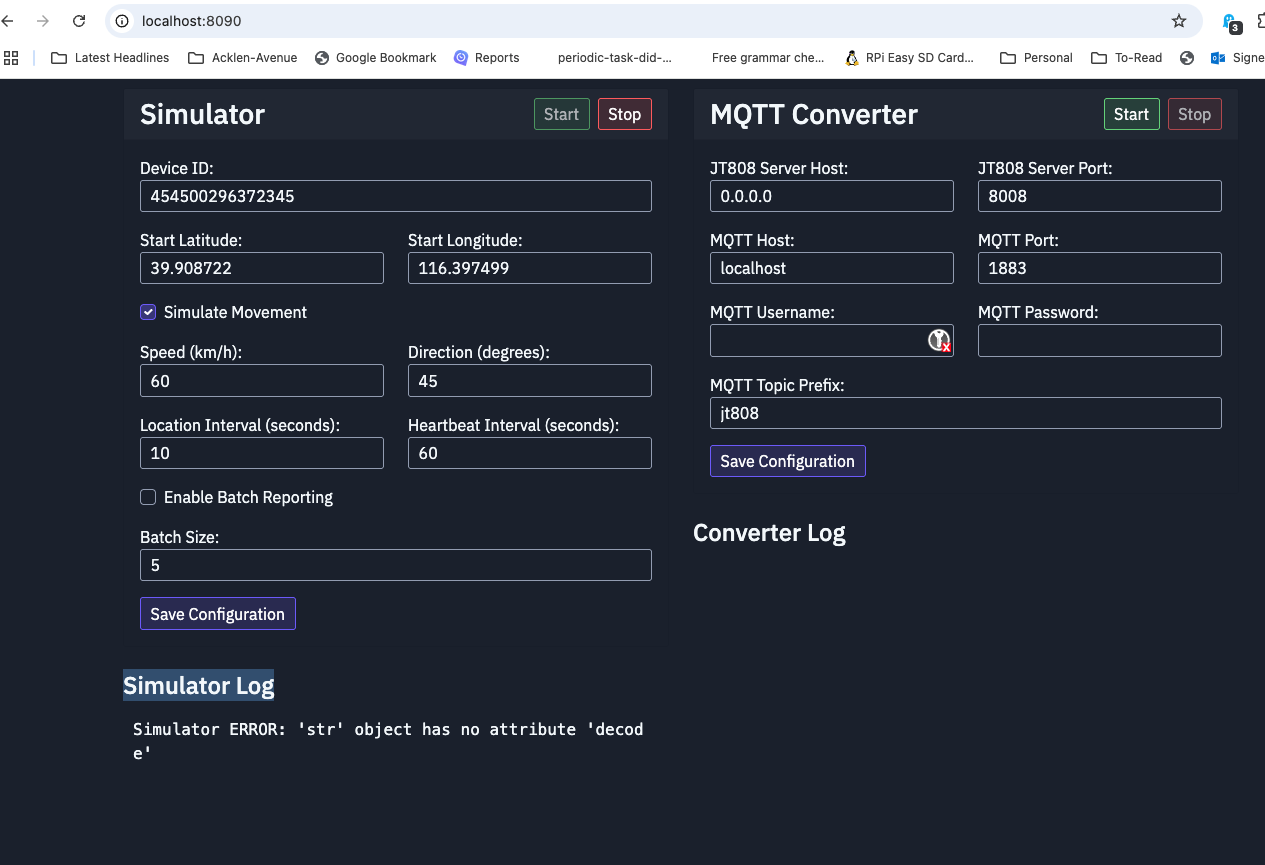 localhost:8090
3
Latest Headlines
Acklen-Avenue
Google Bookmark
Reports
periodic-task-did-...
Free grammar che...
RPi Easy SD Card...
Personal
To-Read
Signe
Simulator
Start
Stop
Device ID:
454500296372345
Start Latitude:
Start Longitude:
39.908722
116.397499
Simulate Movement
Speed (km/h):
Direction (degrees):
60
45
Location Interval (seconds):
Heartbeat Interval (seconds):
10
60
Enable Batch Reporting
Batch Size:
5
Save Configuration
Simulator Log
Simulator ERROR: 'str' object has no attribute 'decod
e'
MQTT Converter
Start
Stop
JT808 Server Host:
JT808 Server Port:
0.0.0.0
8008
MQTT Host:
MQTT Port:
localhost
1883
MQTT Username:
MQTT Password:
MQTT Topic Prefix:
jt808
Save Configuration
Converter Log